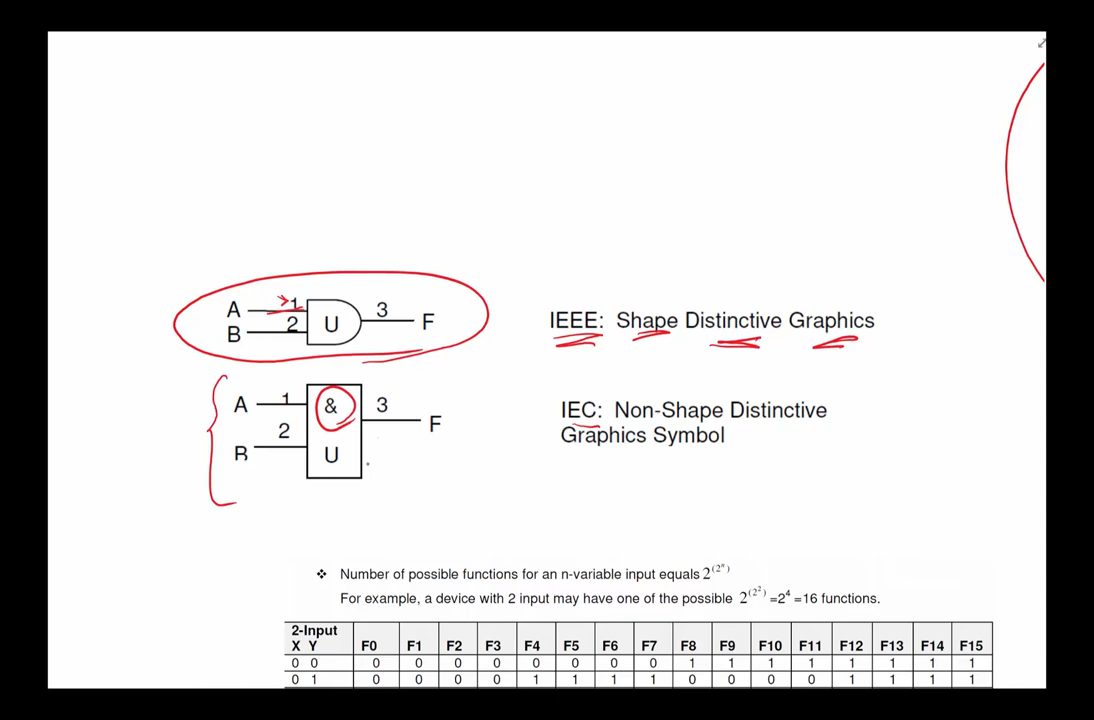 A 1 3
B 2 U F
IEEE: Shape Distinctive Graphics
A 1 & 3
2 F
B U
IEC: Non-Shape Distinctive
Graphics Symbol
❖ Number of possible functions for an n-variable input equals 2^(2^n)
For example, a device with 2 input may have one of the possible 2^(2^2) =2^4 =16 functions.
2-Input
X Y F0 F1 F2 F3 F4 F5 F6 F7 F8 F9 F10 F11 F12 F13 F14 F15
0 0 0 0 0 0 0 0 0 0 1 1 1 1 1 1 1 1
0 1 0 0 0 0 1 1 1 1 0 0 0 0 1 1 1 1